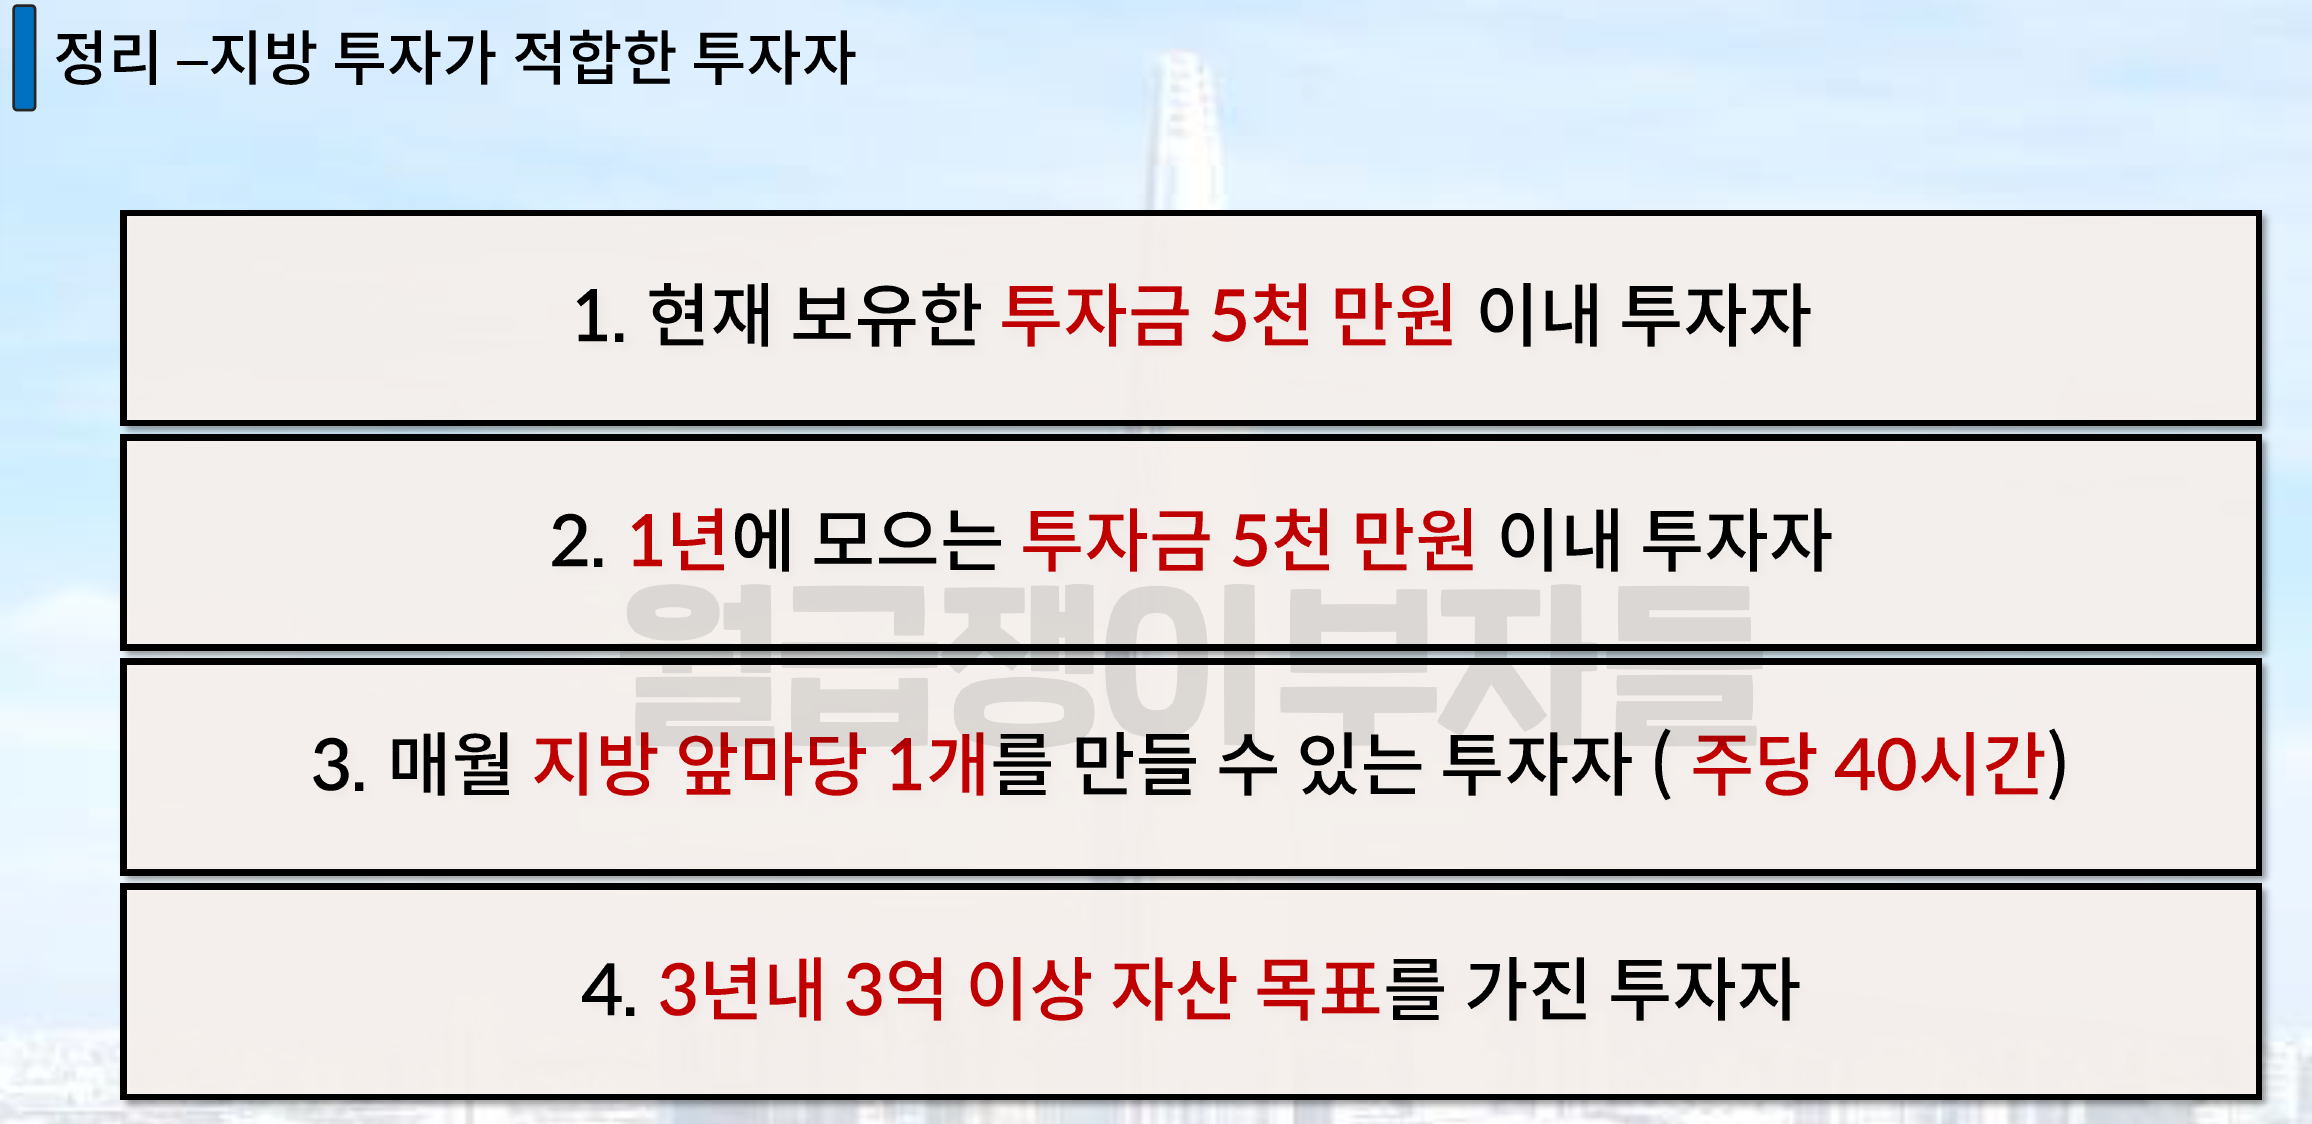 정리 –지방 투자가 적합한 투자자
1. 현재 보유한 투자금 5천 만원 이내 투자자
2. 1년에 모으는 투자금 5천 만원 이내 투자자
월급쟁이부자들
3. 매월 지방 앞마당 1개를 만들 수 있는 투자자 ( 주당 40시간)
4. 3년내 3억 이상 자산 목표를 가진 투자자